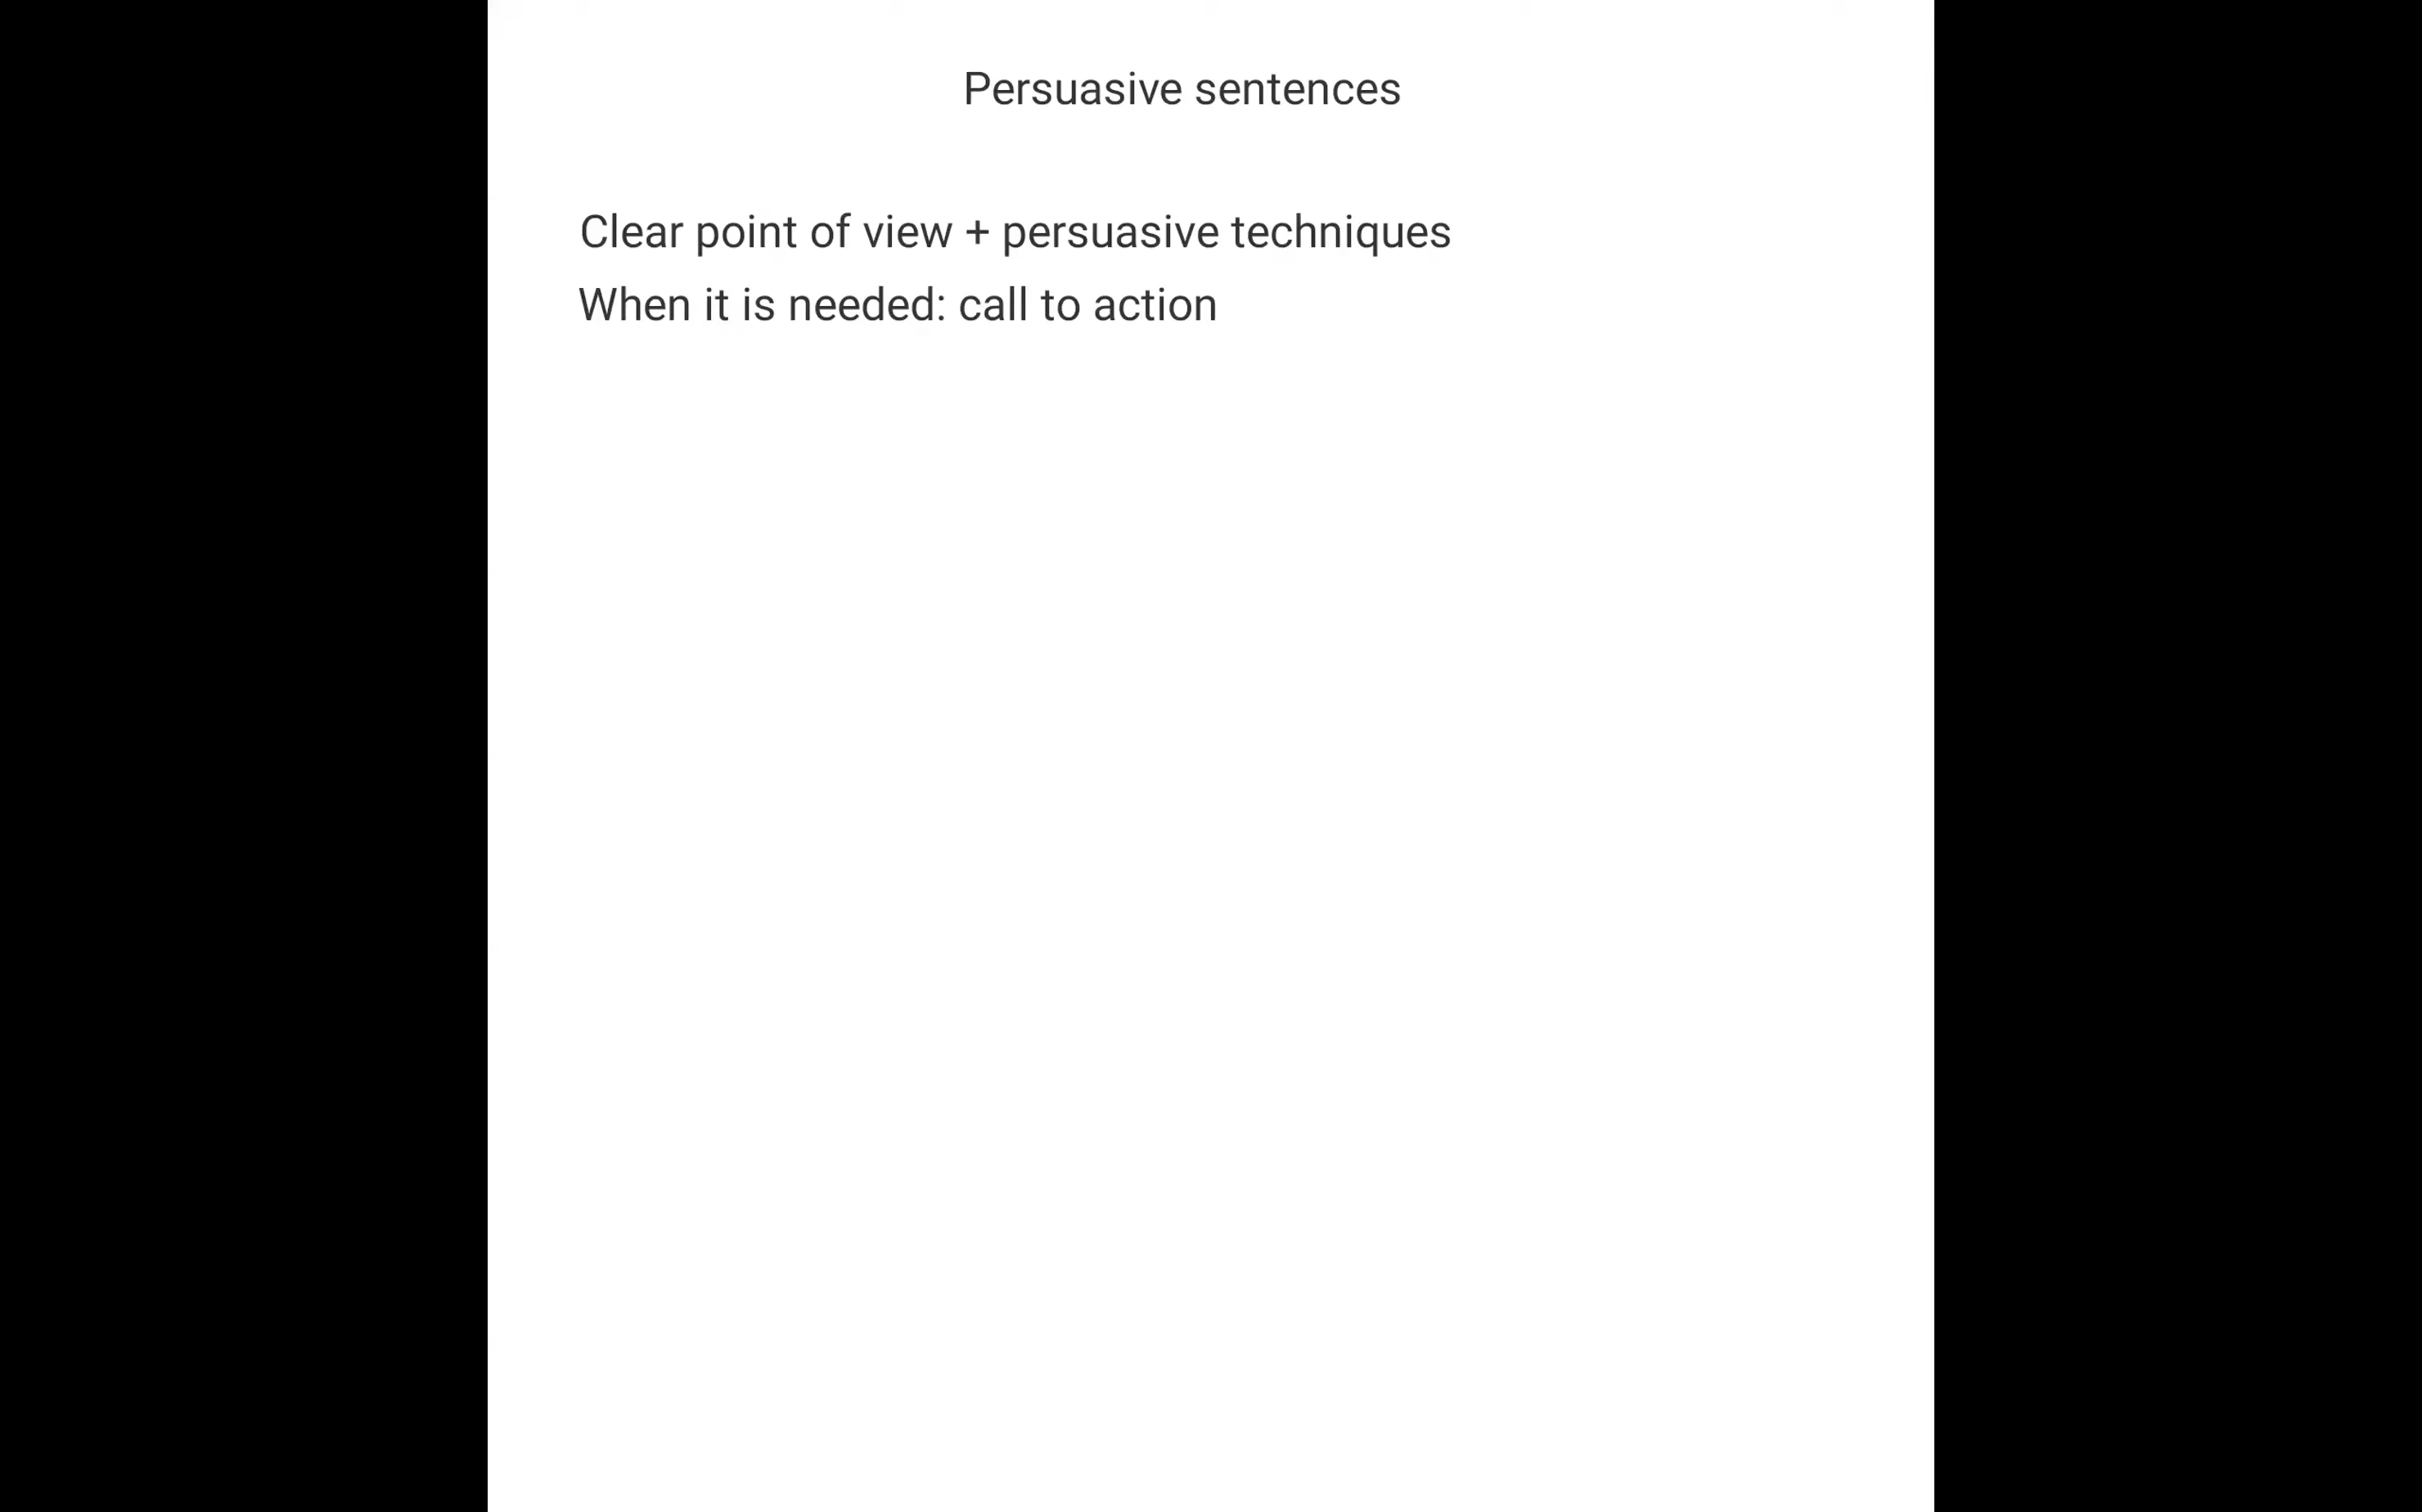 Persuasive sentences
Clear point of view + persuasive techniques
When it is needed: call to action